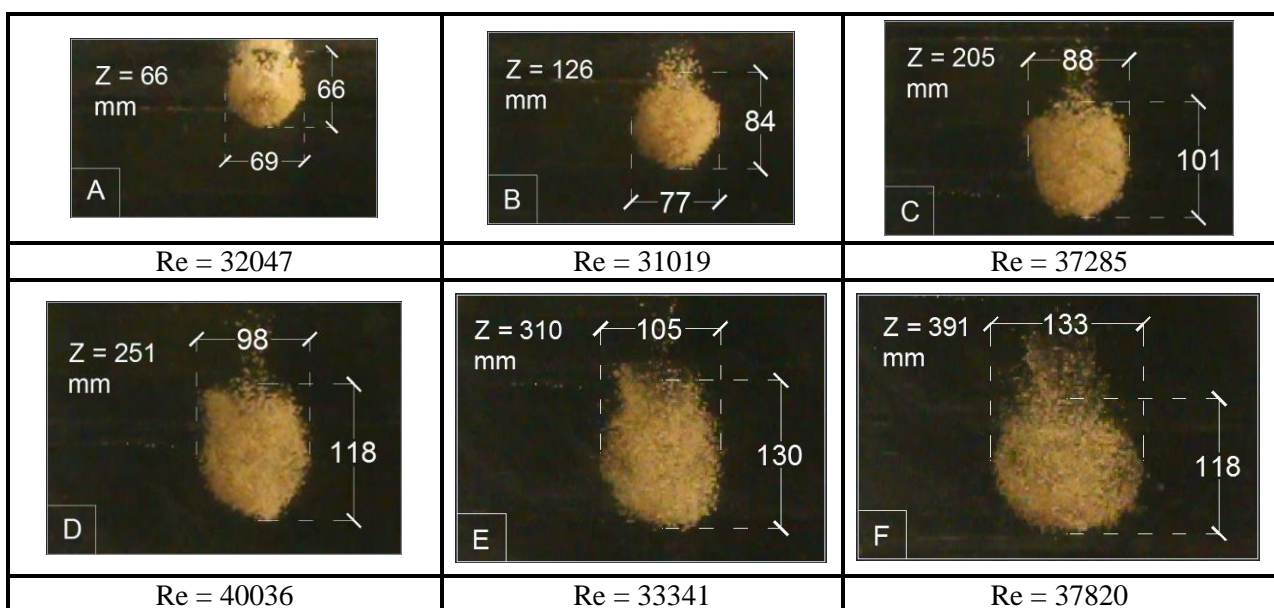 Z = 66
mm
66
69
A
Z = 126
mm
84
77
B
Z = 205
mm
88
101
C
Re = 32047
Re = 31019
Re = 37285
Z = 251
mm
98
118
D
Z = 310
mm
105
130
E
Z = 391
mm
133
118
F
Re = 40036
Re = 33341
Re = 37820